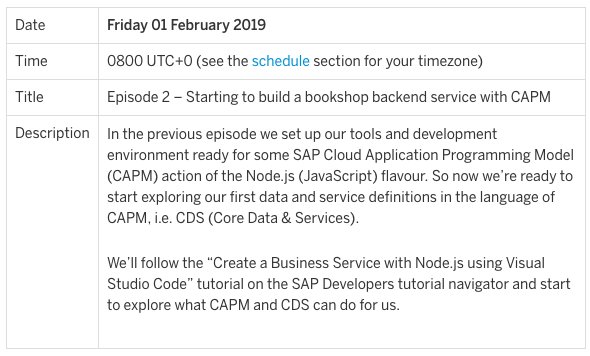 Date Friday 01 February 2019
Time 0800 UTC+0 (see the schedule section for your timezone)
Title Episode 2 – Starting to build a bookshop backend service with CAPM
Description In the previous episode we set up our tools and development
environment ready for some SAP Cloud Application Programming Model
(CAPM) action of the Node.js (JavaScript) flavour. So now we’re ready to
start exploring our first data and service definitions in the language of
CAPM, i.e. CDS (Core Data & Services).
We’ll follow the “Create a Business Service with Node.js using Visual
Studio Code” tutorial on the SAP Developers tutorial navigator and start
to explore what CAPM and CDS can do for us.